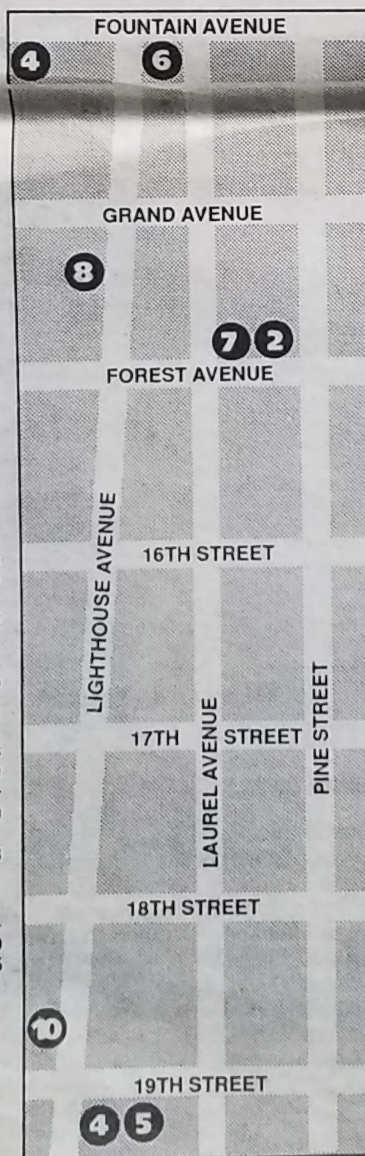 FOUNTAIN AVENUE
4 6
GRAND AVENUE
8
7 2
FOREST AVENUE
16TH STREET
LIGHTHOUSE AVENUE
17TH STREET
LAUREL AVENUE
PINE STREET
18TH STREET
10
19TH STREET
4 5